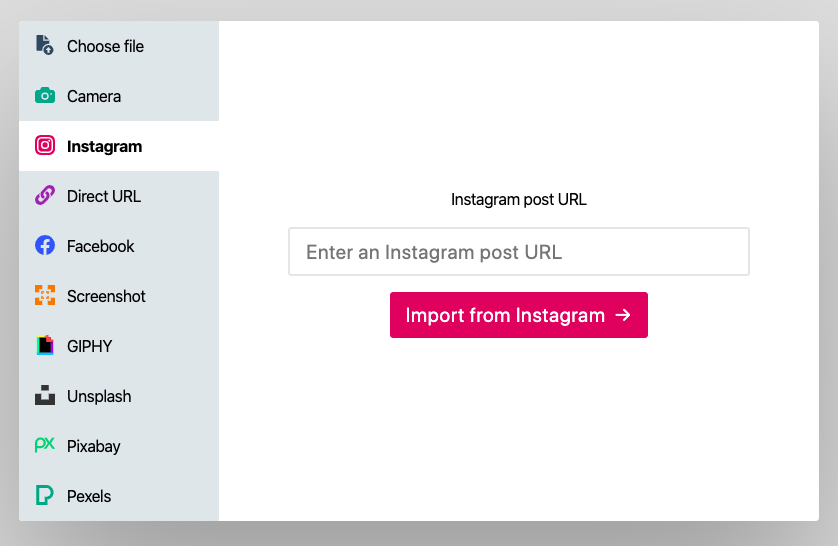 Choose file
Camera
Instagram
Direct URL
Facebook
Screenshot
GIPHY
Unsplash
Pixabay
Pexels
Instagram post URL
Enter an Instagram post URL
Import from Instagram →